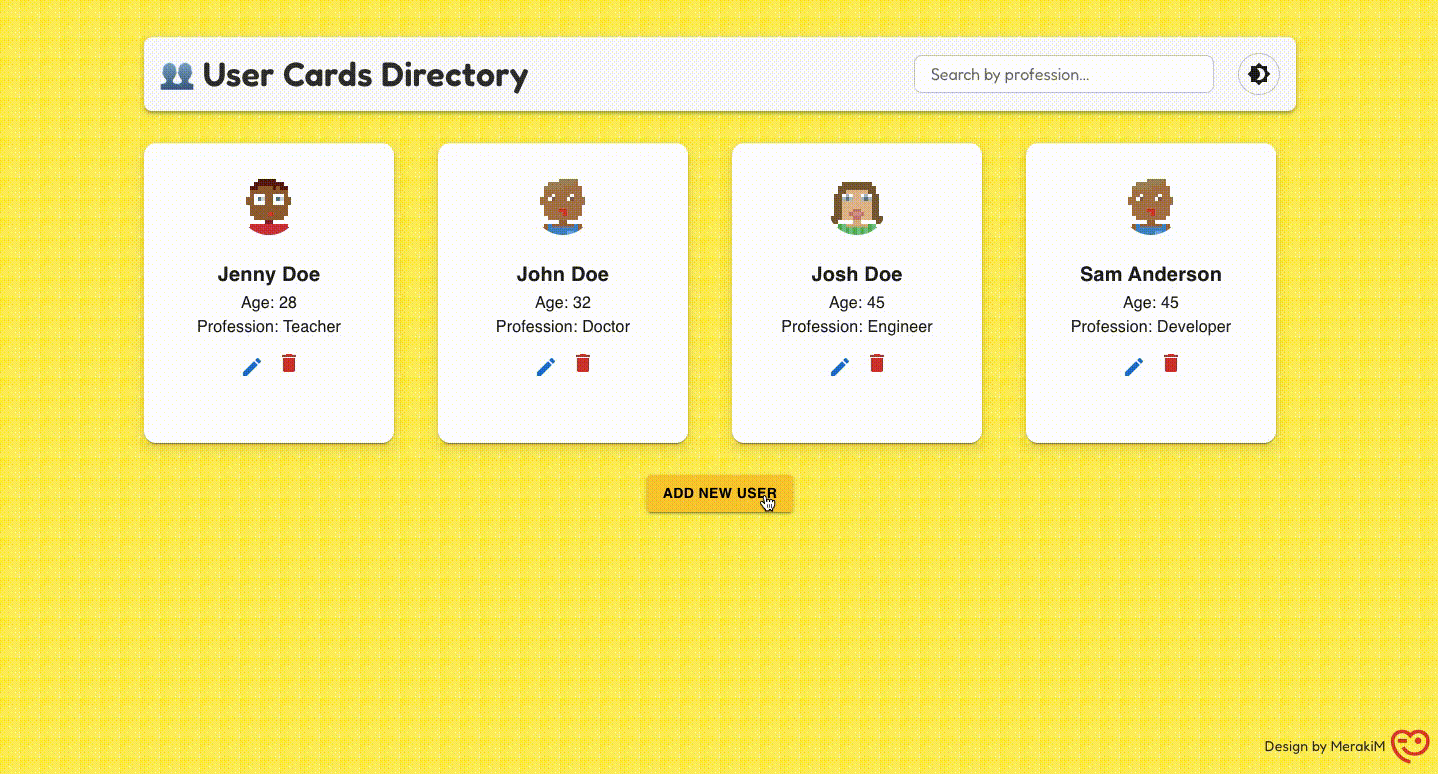 User Cards Directory
Search by profession...
Jenny Doe
Age: 28
Profession: Teacher
John Doe
Age: 32
Profession: Doctor
Josh Doe
Age: 45
Profession: Engineer
Sam Anderson
Age: 45
Profession: Developer
ADD NEW USER
Design by MerakiM